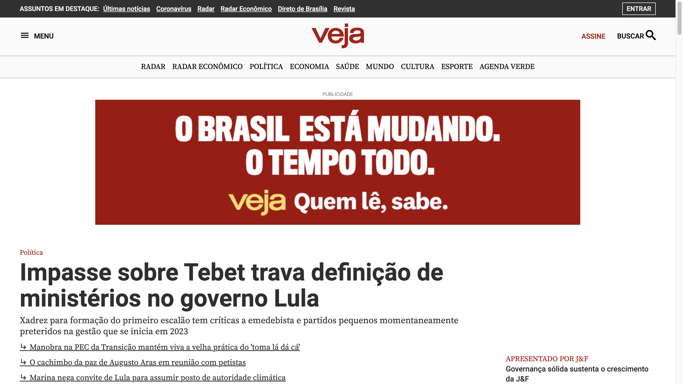 ASSUNTOS EM DESTAQUE: Últimas notícias Coronavírus Radar Radar Econômico Direto de Brasília Revista ENTRAR
MENU veja ASSINE BUSCAR
RADAR RADAR ECONÔMICO POLÍTICA ECONOMIA SAÚDE MUNDO CULTURA ESPORTE AGENDA VERDE
PUBLICIDADE
O BRASIL ESTÁ MUDANDO.
O TEMPO TODO.
veja Quem lê, sabe.
Política
Impasse sobre Tebet trava definição de
ministérios no governo Lula
Xadrez para formação do primeiro escalão tem críticas a emedebista e partidos pequenos momentaneamente
preteridos na gestão que se inicia em 2023
↳ Manobra na PEC da Transição mantém viva a velha prática do 'toma lá dá cá'
↳ O cachimbo da paz de Augusto Aras em reunião com petistas
↳ Marina nega convite de Lula para assumir posto de autoridade climática
APRESENTADO POR J&F
Governança sólida sustenta o crescimento
da J&F